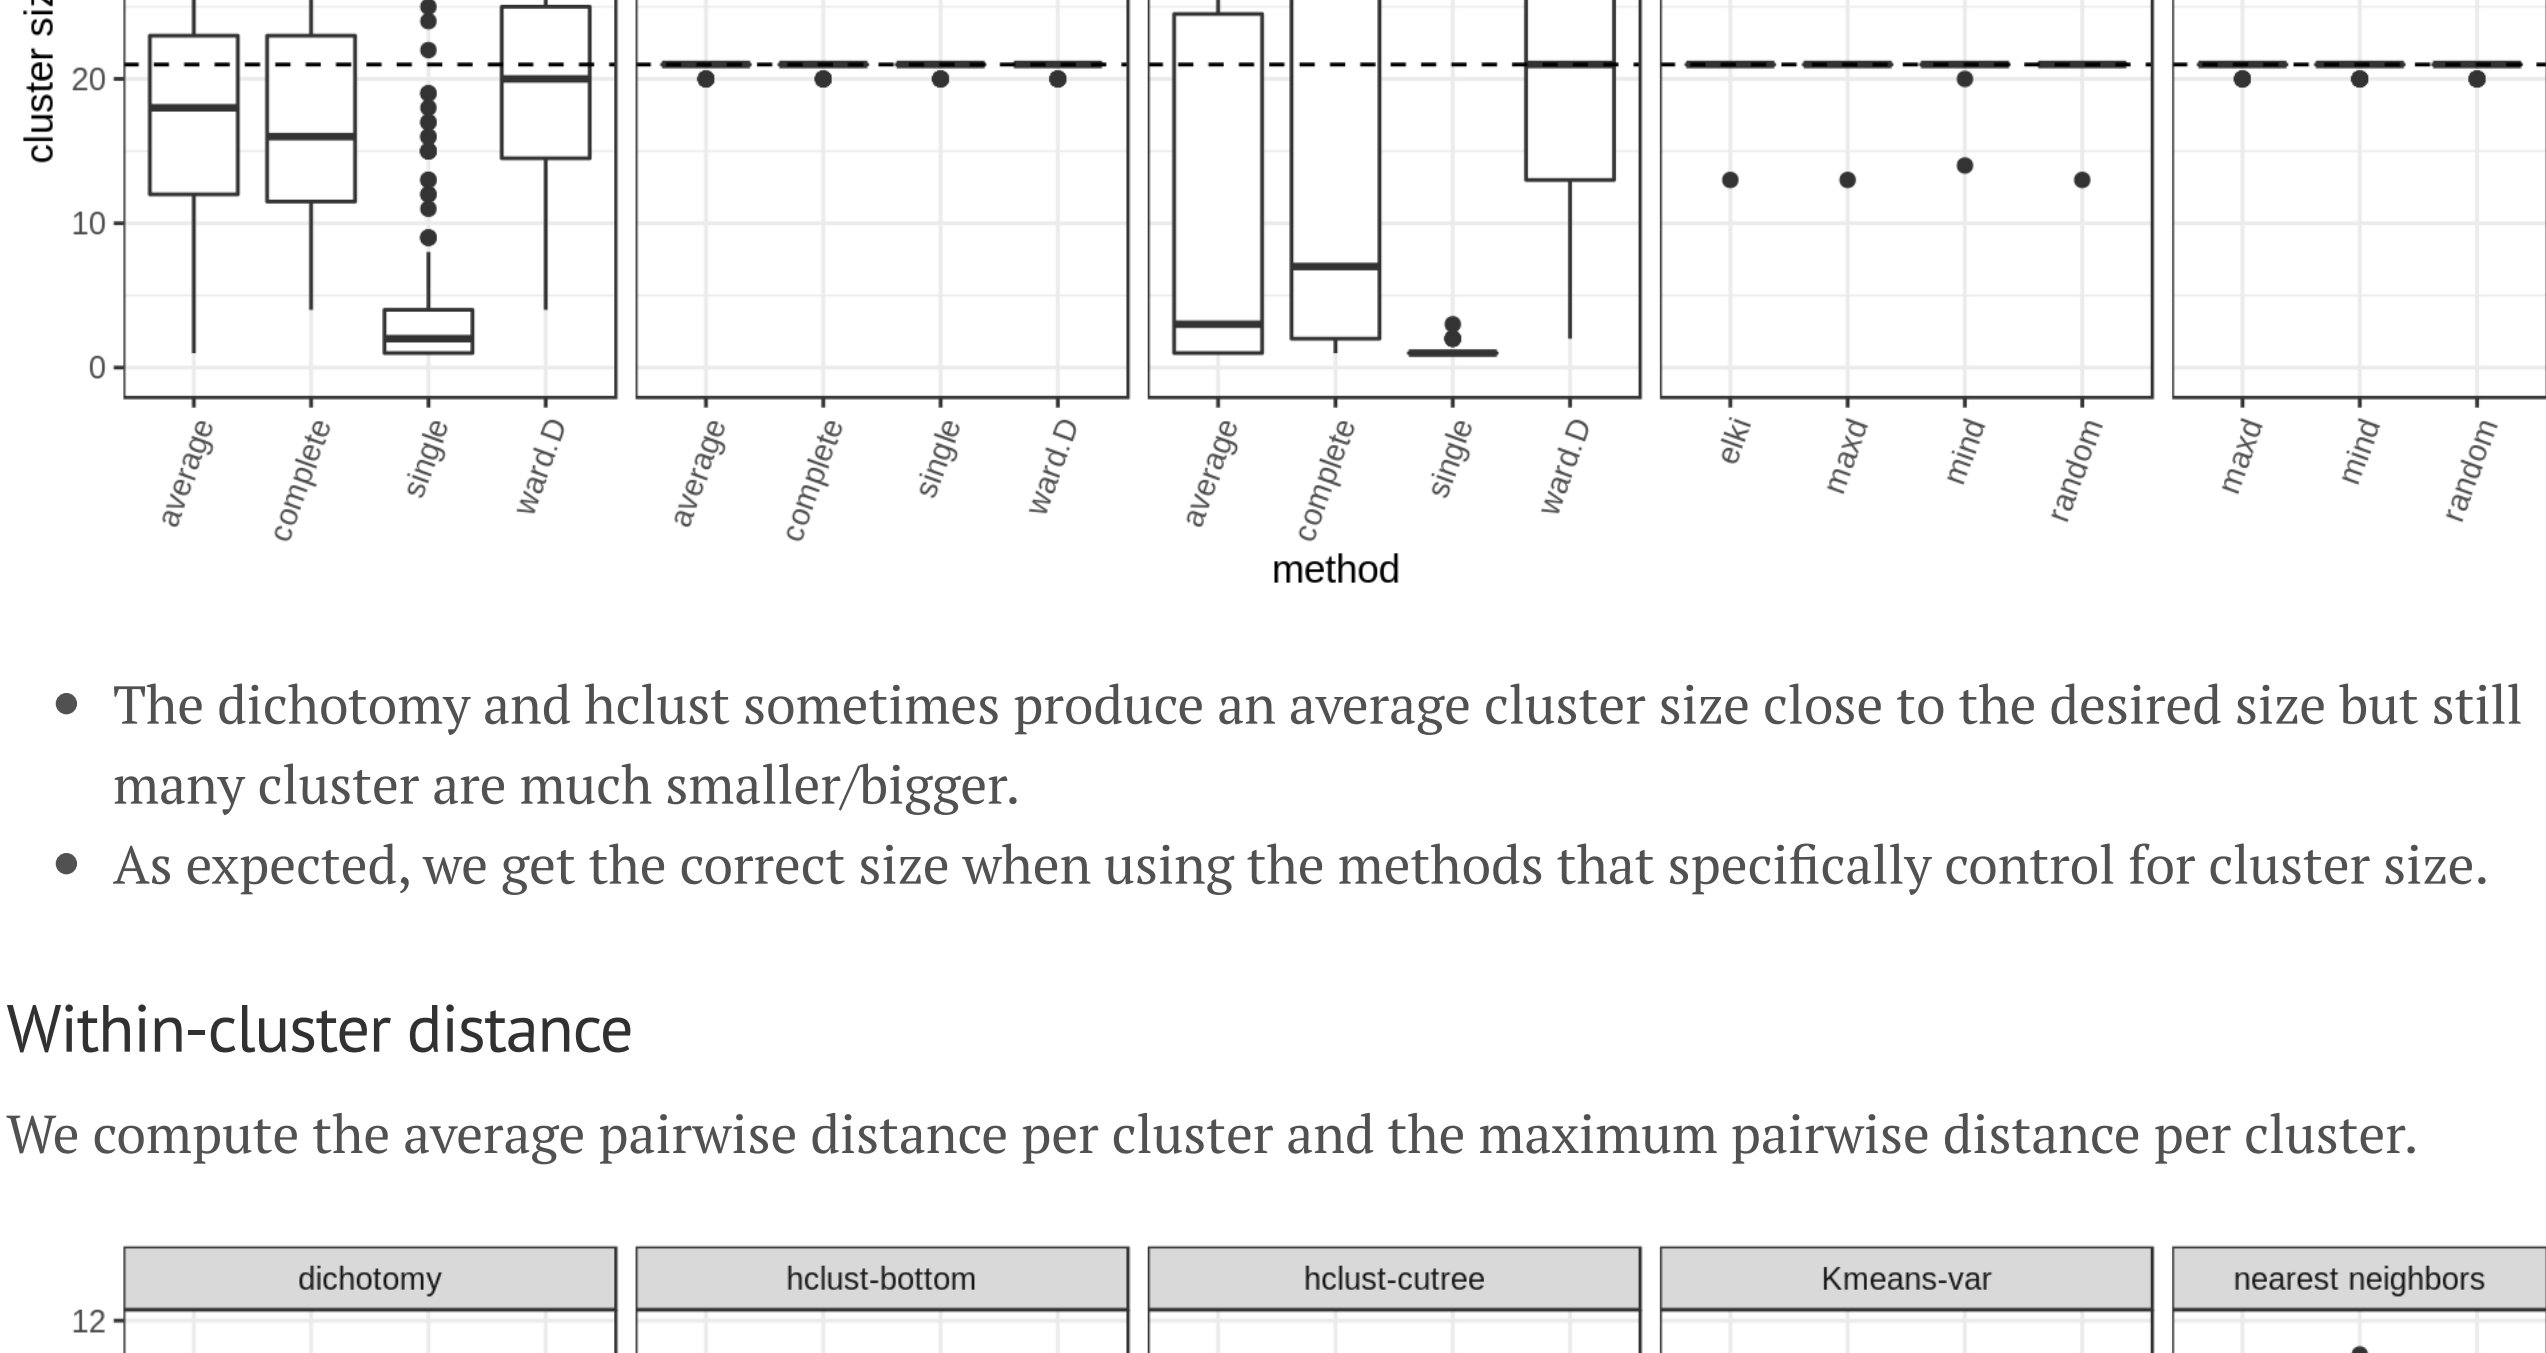 cluster siz
20
10
0
average complete single ward.D average complete single ward.D average complete single ward.D elki maxd mind random maxd mind random
method
• The dichotomy and hclust sometimes produce an average cluster size close to the desired size but still
many cluster are much smaller/bigger.
• As expected, we get the correct size when using the methods that specifically control for cluster size.
Within-cluster distance
We compute the average pairwise distance per cluster and the maximum pairwise distance per cluster.
dichotomy hclust-bottom hclust-cutree Kmeans-var nearest neighbors
12